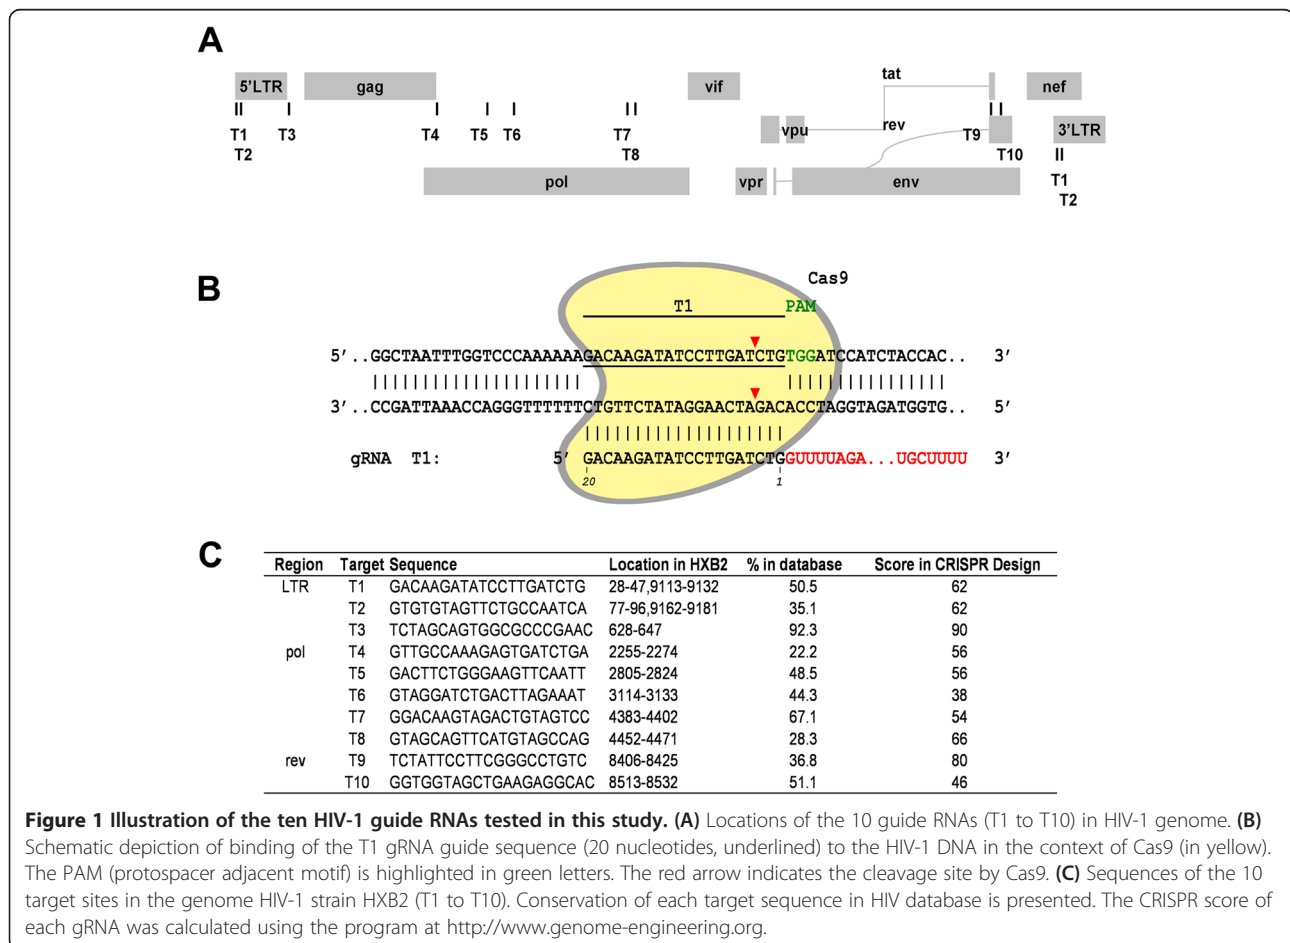 A
5'LTR gag vif tat nef
T1 T3 T4 T5 T6 T7 vpu rev T9 3'LTR
T2 T8 T10
pol vpr env T1
T2
B
Cas9
T1 PAM
5'..GGCTAATTTGGTCCCAAAAAAGACAAGATATCCTTGATCTGTGGATCCATCTACCAC.. 3'
3'..CCGATTAAACCAGGGTTTTTTCTGTTCTATAGGAACTAGACACCTAGGTAGATGGTG.. 5'
gRNA T1: 5' GACAAGATATCCTTGATCTGGUUUUAGA...UGCUUUU 3'
20 1
C
Region Target Sequence Location in HXB2 % in database Score in CRISPR Design
LTR T1 GACAAGATATCCTTGATCTG 28-47,9113-9132 50.5 62
T2 GTGTGTAGTTCTGCCAATCA 77-96,9162-9181 35.1 62
T3 TCTAGCAGTGGCGCCCGAAC 628-647 92.3 90
pol T4 GTTGCCAAAGAGTGATCTGA 2255-2274 22.2 56
T5 GACTTCTGGGAAGTTCAATT 2805-2824 48.5 56
T6 GTAGGATCTGACTTAGAAAT 3114-3133 44.3 38
T7 GGACAAGTAGACTGTAGTCC 4383-4402 67.1 54
T8 GTAGCAGTTCATGTAGCCAG 4452-4471 28.3 66
rev T9 TCTATTCCTTCGGGCCTGTC 8406-8425 36.8 80
T10 GGTGGTAGCTGAAGAGGCAC 8513-8532 51.1 46
Figure 1 Illustration of the ten HIV-1 guide RNAs tested in this study. (A) Locations of the 10 guide RNAs (T1 to T10) in HIV-1 genome. (B)
Schematic depiction of binding of the T1 gRNA guide sequence (20 nucleotides, underlined) to the HIV-1 DNA in the context of Cas9 (in yellow).
The PAM (protospacer adjacent motif) is highlighted in green letters. The red arrow indicates the cleavage site by Cas9. (C) Sequences of the 10
target sites in the genome HIV-1 strain HXB2 (T1 to T10). Conservation of each target sequence in HIV database is presented. The CRISPR score of
each gRNA was calculated using the program at http://www.genome-engineering.org.